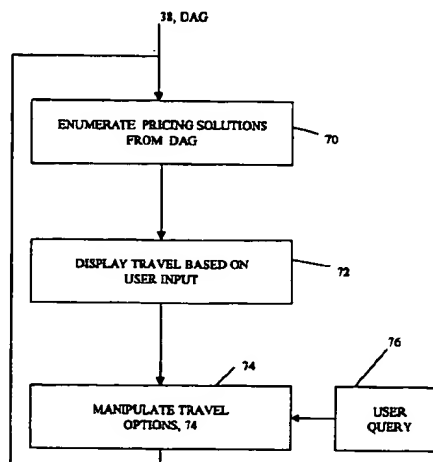 38, DAG
ENUMERATE PRICING SOLUTIONS
FROM DAG
70
DISPLAY TRAVEL BASED ON
USER INPUT
72
74
76
MANIPULATE TRAVEL
OPTIONS, 74
USER
QUERY